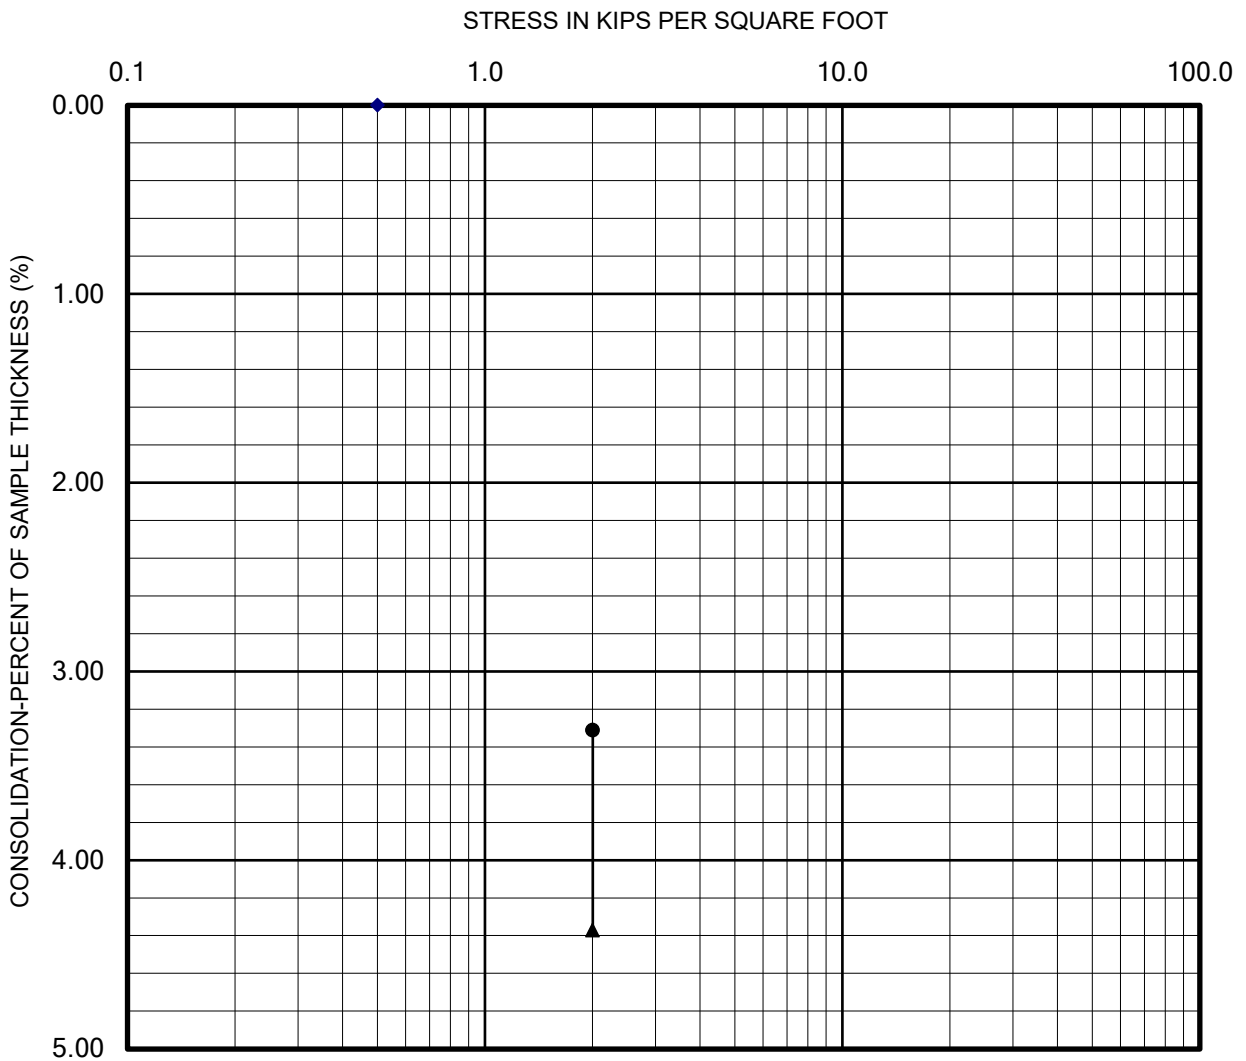 STRESS IN KIPS PER SQUARE FOOT
0.1 1.0 10.0 100.0
0.00
1.00
2.00
3.00
4.00
5.00
CONSOLIDATION-PERCENT OF SAMPLE THICKNESS (%)